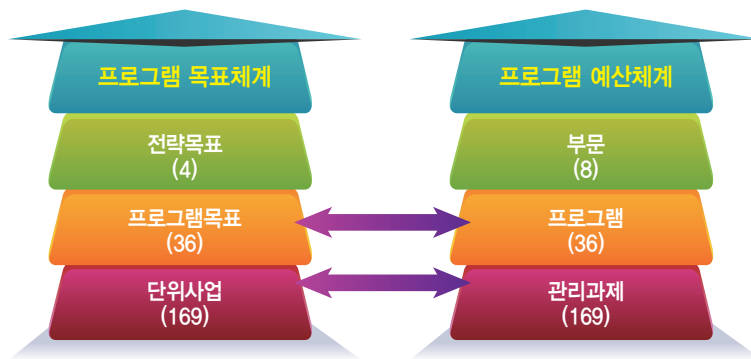 프로그램 목표체계
전략목표
(4)
프로그램목표
(36)
단위사업
(169)
프로그램 예산체계
부문
(8)
프로그램
(36)
관리과제
(169)